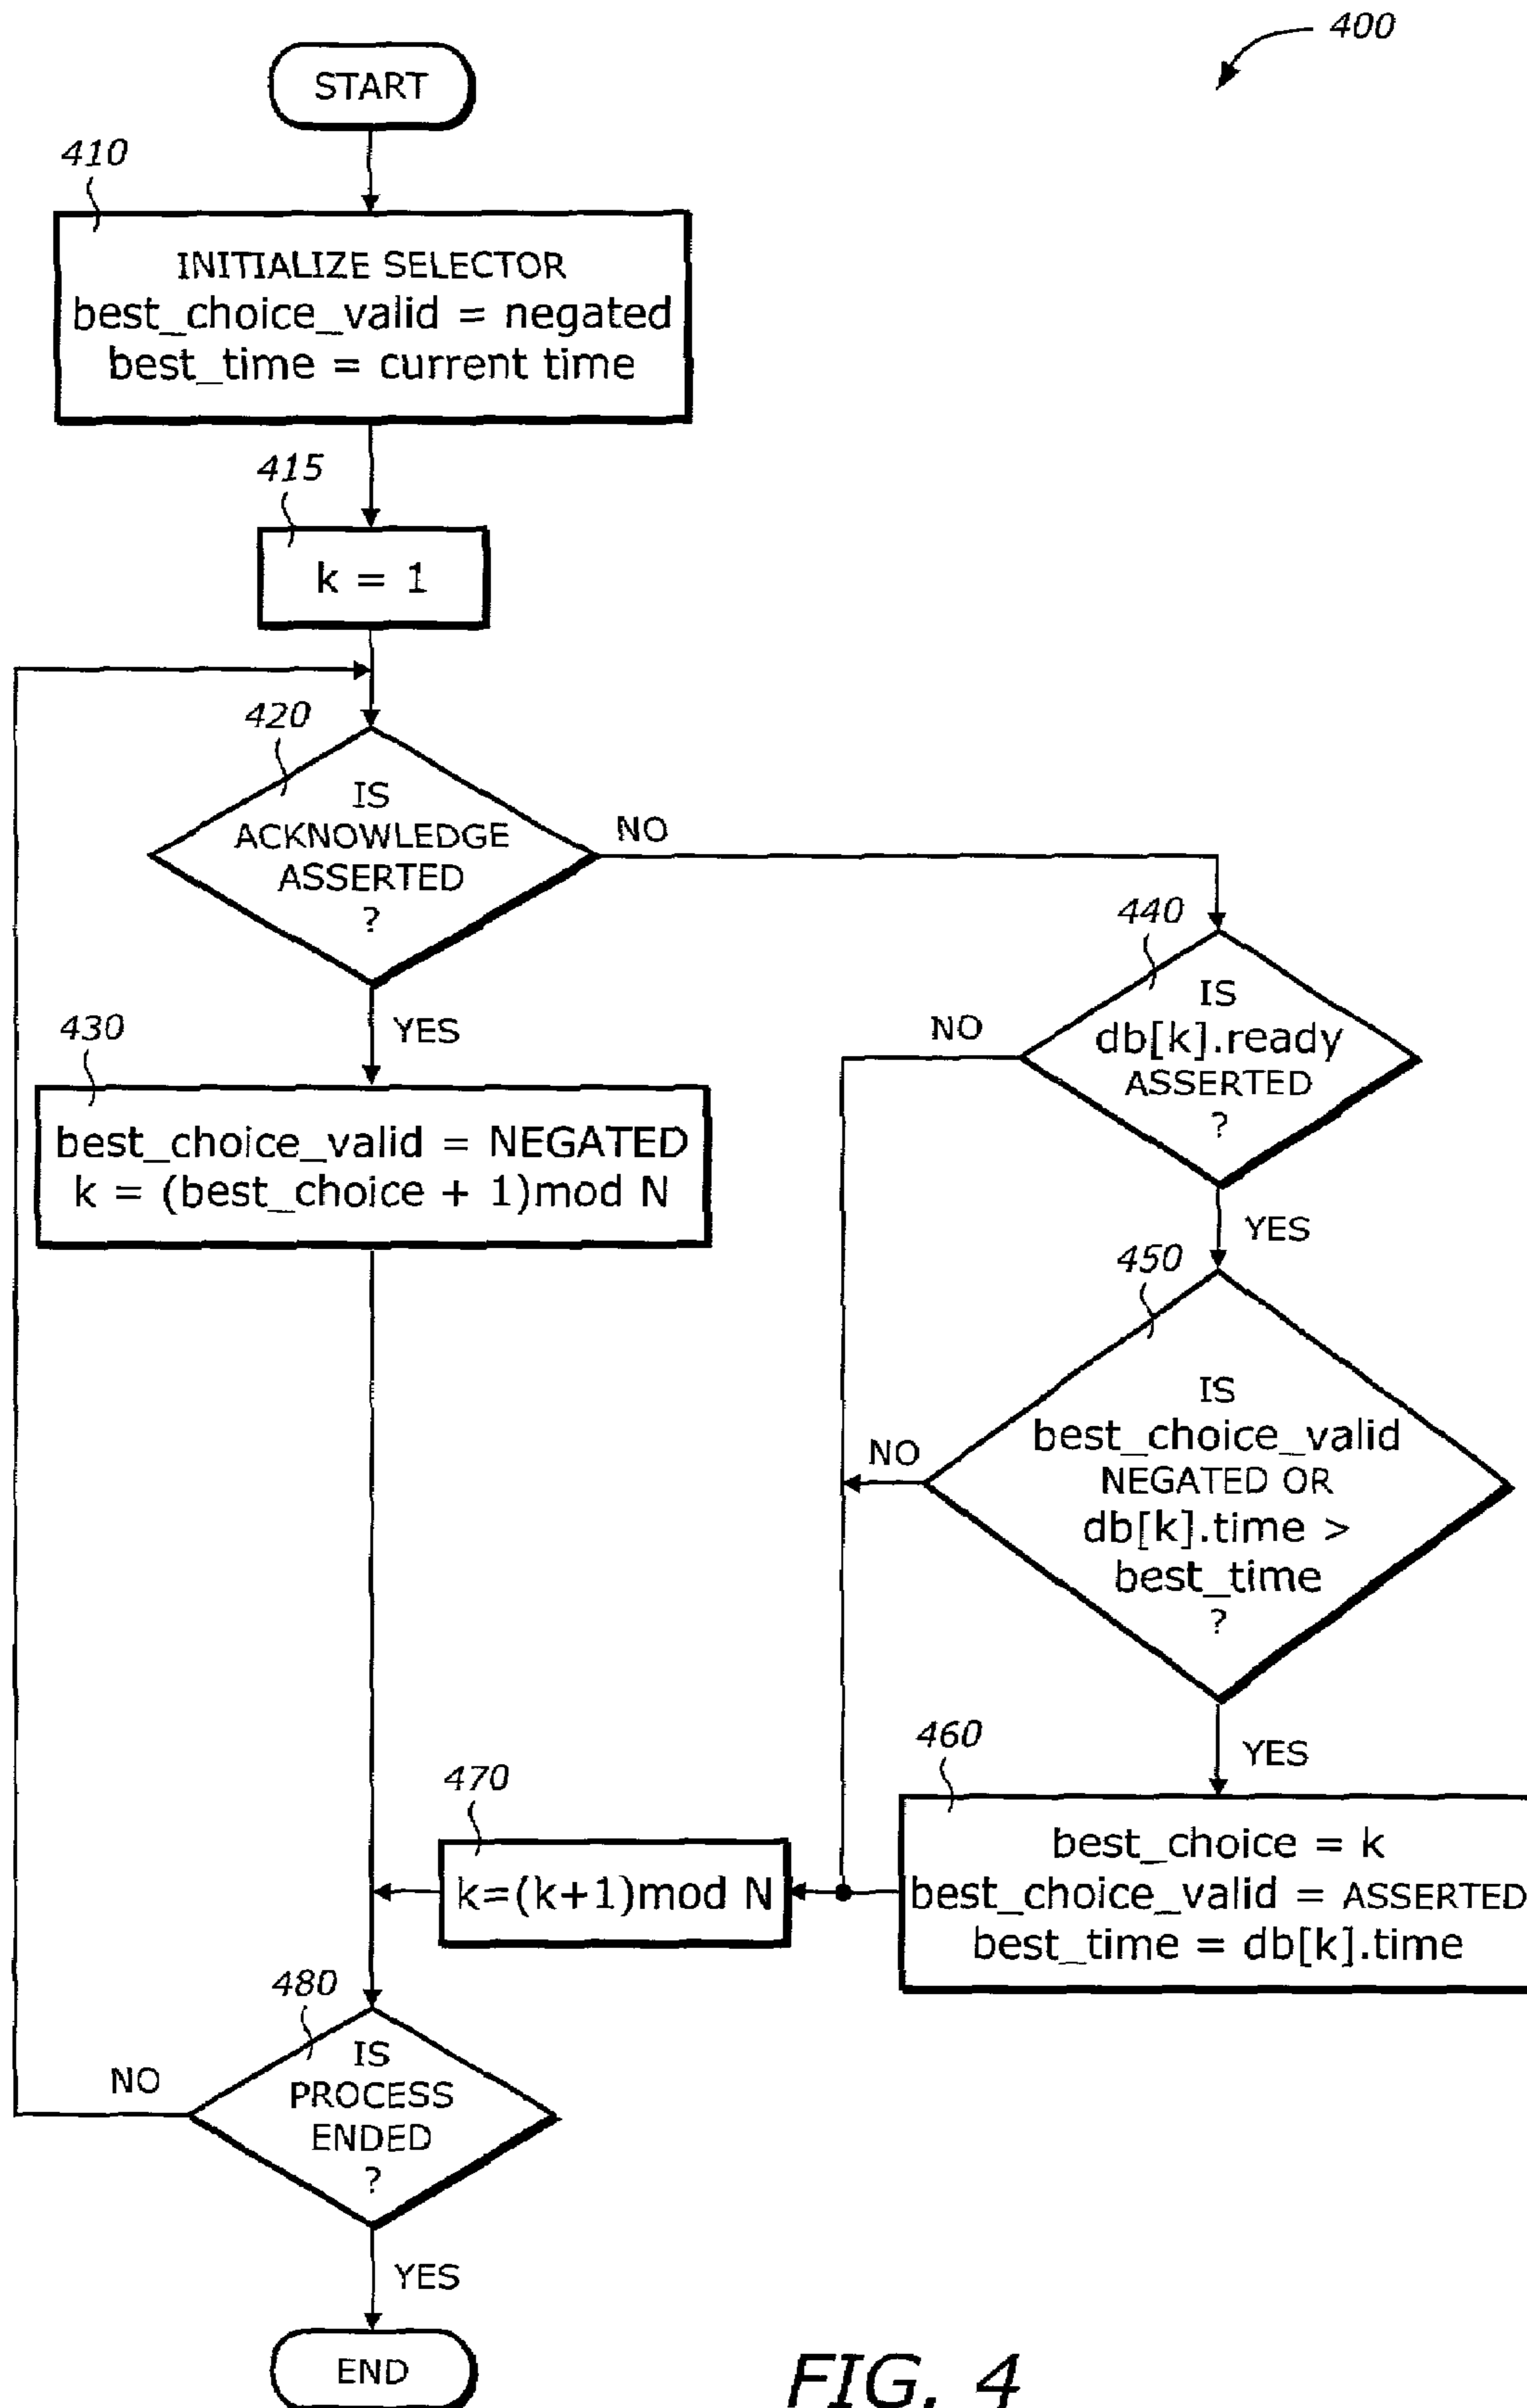 400
START
410
INITIALIZE SELECTOR
best_choice_valid = negated
best_time = current time
415
k = 1
420
IS
ACKNOWLEDGE
ASSERTED
?
NO
YES
430
best_choice_valid = NEGATED
k = (best_choice + 1)mod N
440
IS
db[k].ready
ASSERTED
?
NO
YES
450
IS
best_choice_valid
NEGATED OR
db[k].time >
best_time
?
NO
YES
460
best_choice = k
best_choice_valid = ASSERTED
best_time = db[k].time
470
k=(k+1)mod N
480
IS
PROCESS
ENDED
?
NO
YES
END
FIG. 4